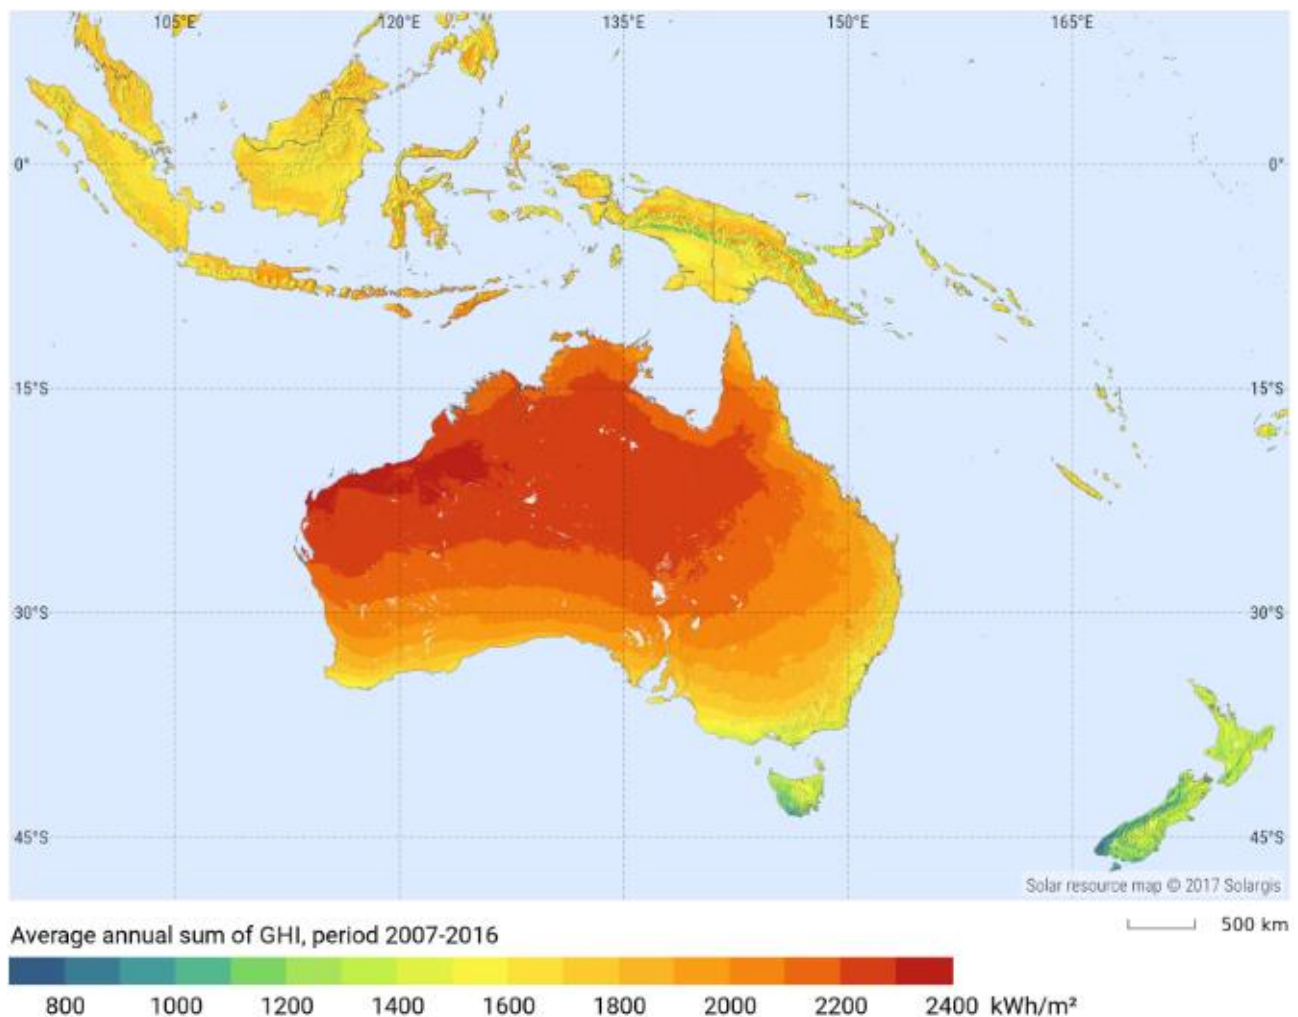 105°E 120°E 135°E 150°E 165°E
0° 0°
15°S 15°S
30°S 30°S
45°S 45°S
Solar resource map © 2017 Solargis
500 km
Average annual sum of GHI, period 2007-2016
800 1000 1200 1400 1600 1800 2000 2200 2400 kWh/m²